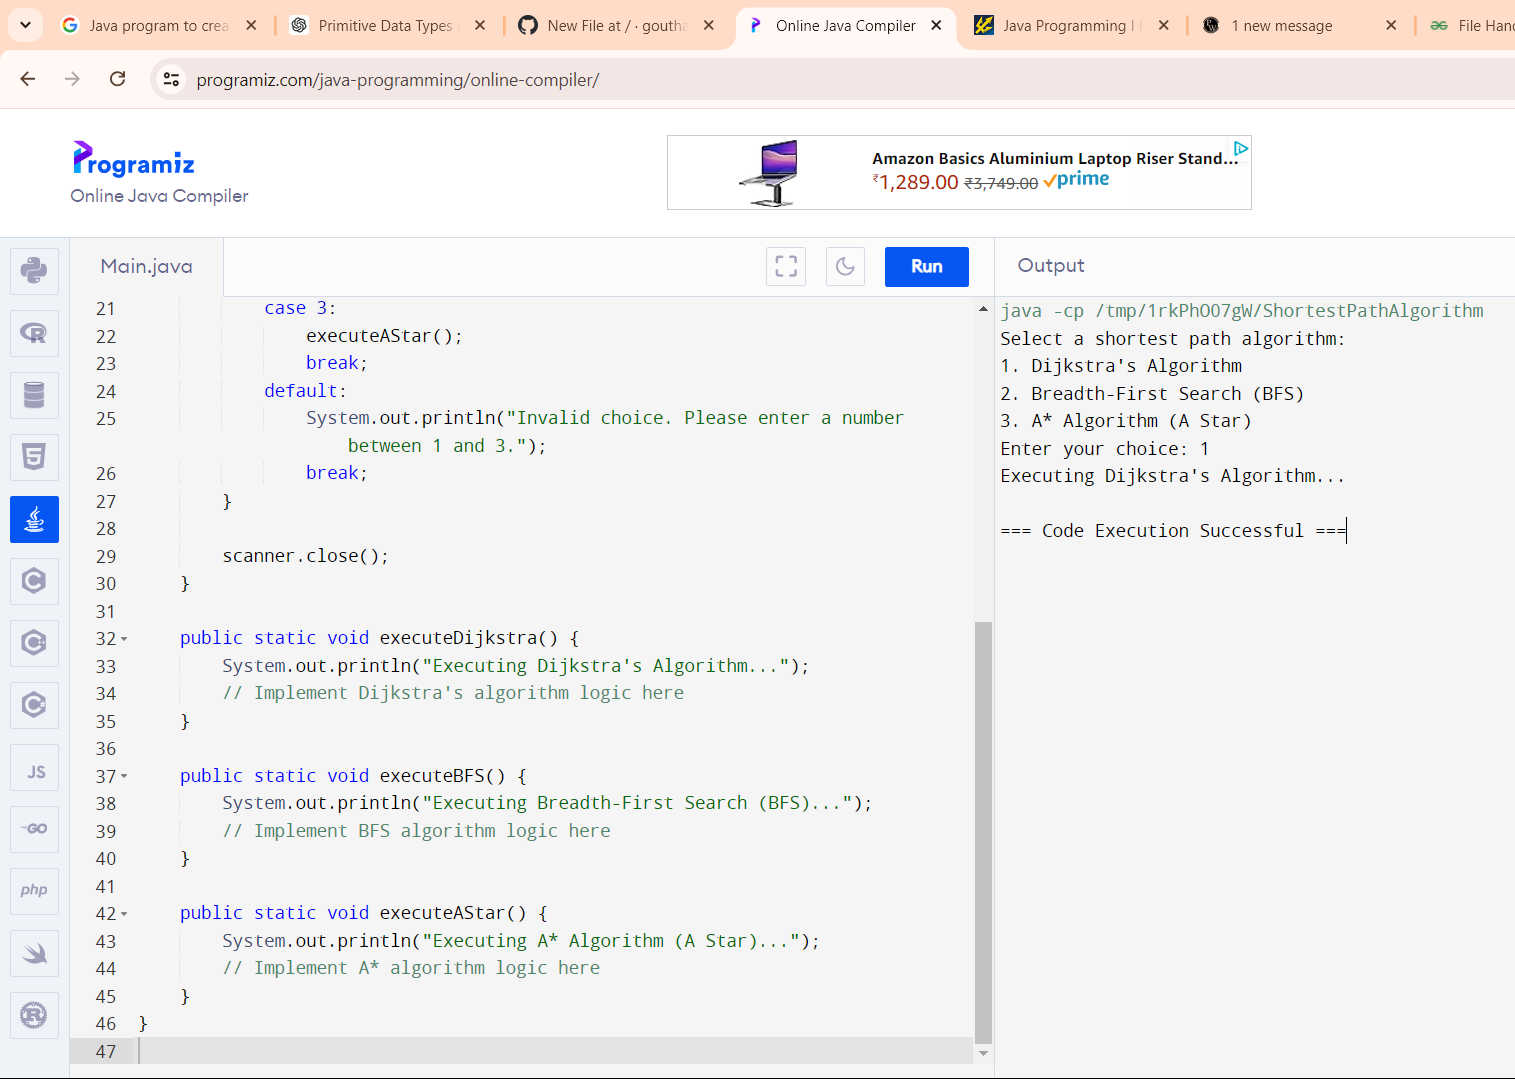 Java program to crea
Primitive Data Types
New File at / · goutha
Online Java Compiler
Java Programming |
1 new message
File Hanc
programiz.com/java-programming/online-compiler/
Programiz
Online Java Compiler
Amazon Basics Aluminium Laptop Riser Stand...
₹1,289.00 ₹3,749.00 prime
Main.java
Run
Output
21 case 3:
22 executeAStar();
23 break;
24 default:
25 System.out.println("Invalid choice. Please enter a number
between 1 and 3.");
26 break;
27 }
28
29 scanner.close();
30 }
31
32 public static void executeDijkstra() {
33 System.out.println("Executing Dijkstra's Algorithm...");
34 // Implement Dijkstra's algorithm logic here
35 }
36
37 public static void executeBFS() {
38 System.out.println("Executing Breadth-First Search (BFS)...");
39 // Implement BFS algorithm logic here
40 }
41
42 public static void executeAStar() {
43 System.out.println("Executing A* Algorithm (A Star)...");
44 // Implement A* algorithm logic here
45 }
46 }
47
java -cp /tmp/1rkPhOO7gW/ShortestPathAlgorithm
Select a shortest path algorithm:
1. Dijkstra's Algorithm
2. Breadth-First Search (BFS)
3. A* Algorithm (A Star)
Enter your choice: 1
Executing Dijkstra's Algorithm...
=== Code Execution Successful ===
R
5
C
C
C
JS
GO
php
R